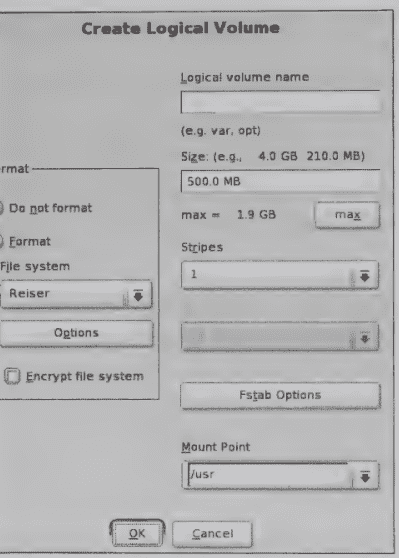 Create Logical Volume
Logical volume name
(e.g. var, opt)
Size: (e.g., 4.0 GB 210.0 MB)
500.0 MB
max = 1.9 GB
max
Stripes
1
Fstab Options
Mount Point
/usr
rmat
Do not format
Format
File system
Reiser
Options
Encrypt file system
OK
Cancel